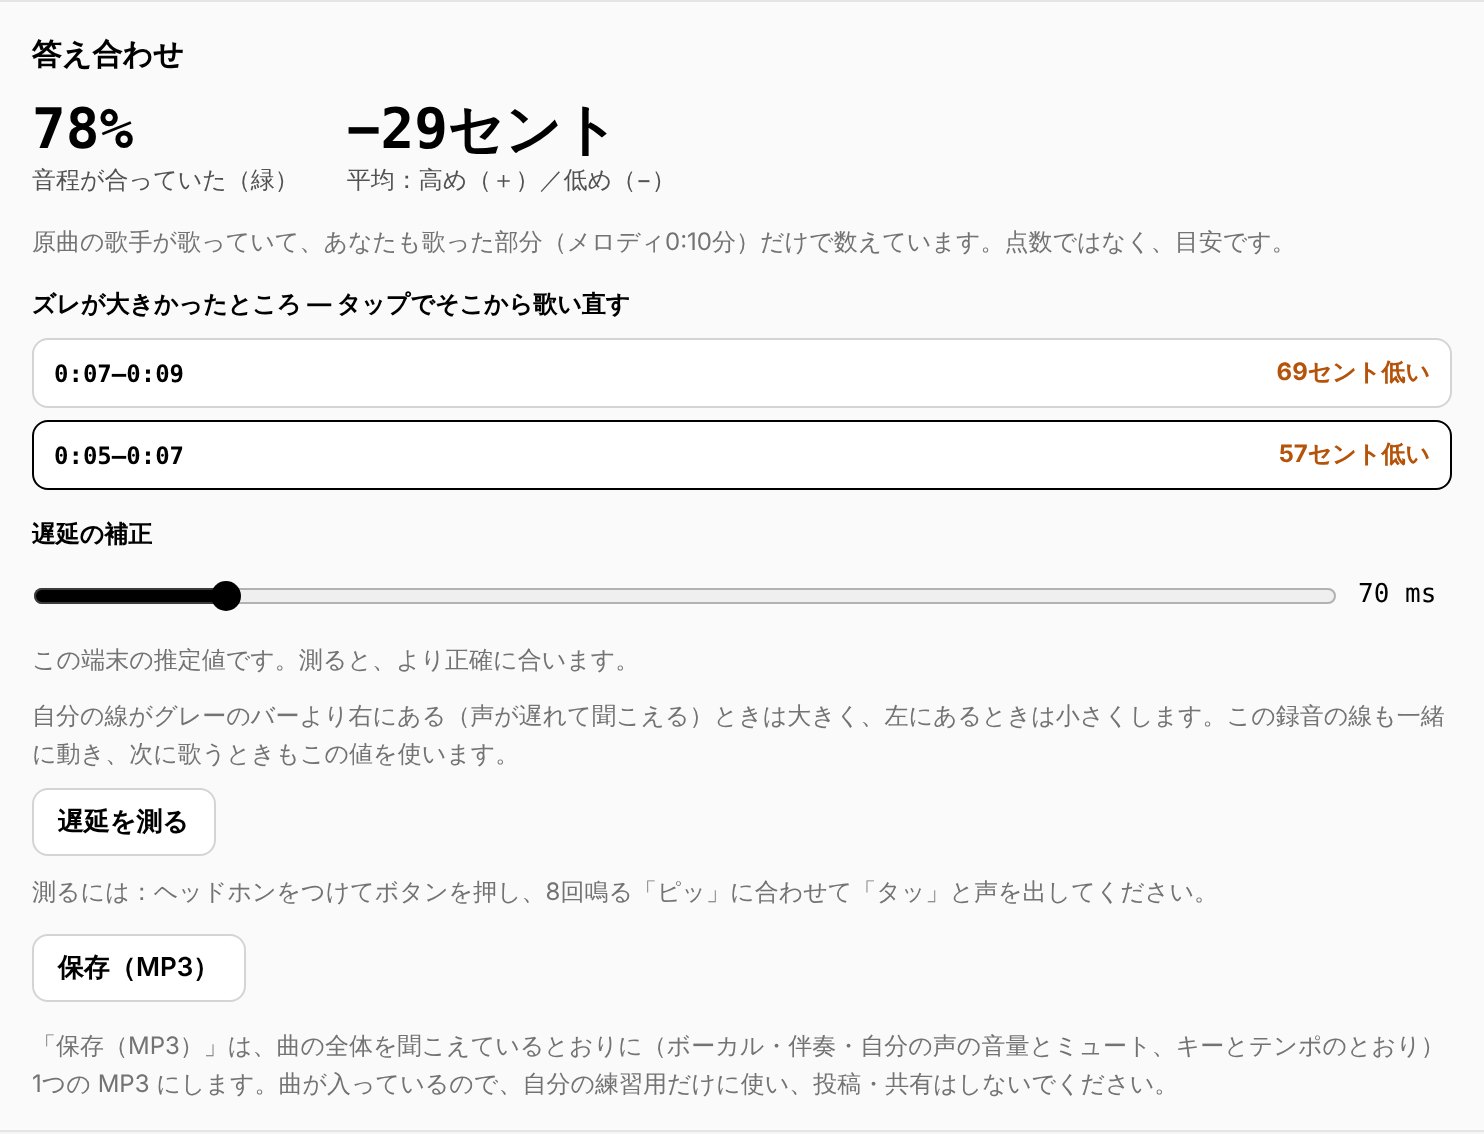 答え合わせ
78%
−29セント
音程が合っていた（緑）
平均：高め（＋）／低め（−）
原曲の歌手が歌っていて、あなたも歌った部分（メロディ0:10分）だけで数えています。点数ではなく、目安です。
ズレが大きかったところ — タップでそこから歌い直す
0:07–0:09
69セント低い
0:05–0:07
57セント低い
遅延の補正
70 ms
この端末の推定値です。測ると、より正確に合います。
自分の線がグレーのバーより右にある（声が遅れて聞こえる）ときは大きく、左にあるときは小さくします。この録音の線も一緒
に動き、次に歌うときもこの値を使います。
遅延を測る
測るには：ヘッドホンをつけてボタンを押し、8回鳴る「ピッ」に合わせて「タッ」と声を出してください。
保存（MP3）
「保存（MP3）」は、曲の全体を聞こえているとおりに（ボーカル・伴奏・自分の声の音量とミュート、キーとテンポのとおり）
1つの MP3 にします。曲が入っているので、自分の練習用だけに使い、投稿・共有はしないでください。